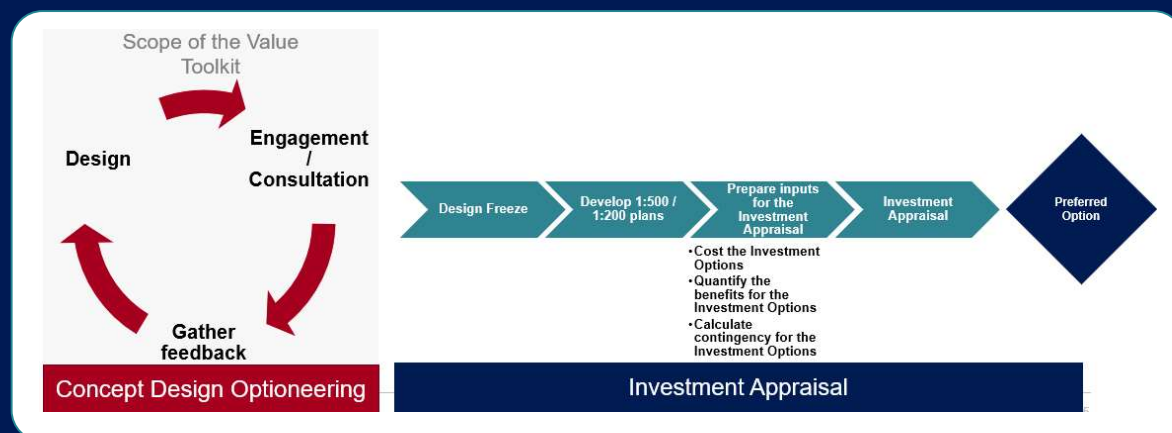 Scope of the Value
Toolkit
Design
Engagement
/
Consultation
Gather
feedback
Concept Design Optioneering
Design Freeze
Develop 1:500 /
1:200 plans
Prepare inputs
for the
Investment
Appraisal
Investment
Appraisal
Preferred
Option
•Cost the Investment
Options
•Quantify the
benefits for the
Investment Options
•Calculate
contingency for the
Investment Options
Investment Appraisal